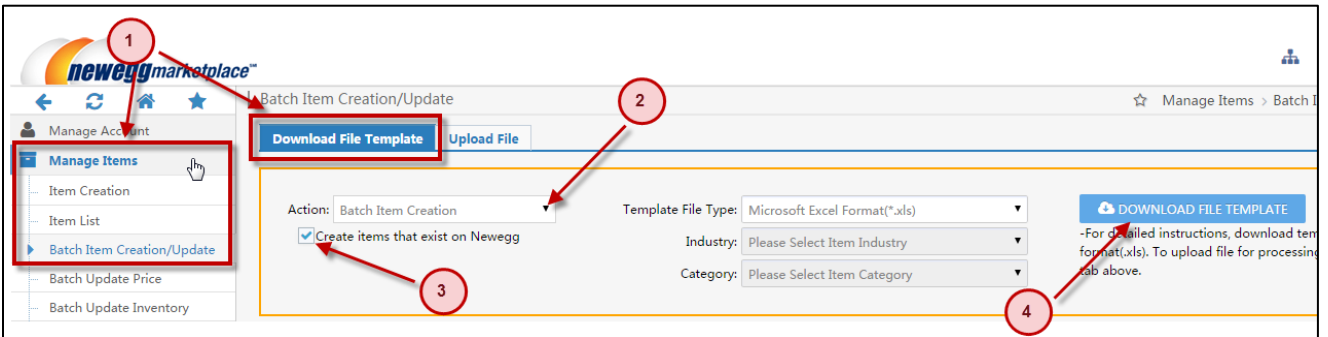 1
neweggmarketplace™
Batch Item Creation/Update
2
Manage Items > Batch I
Manage Account
Download File Template
Upload File
Manage Items
Item Creation
Action: Batch Item Creation
Template File Type: Microsoft Excel Format(*.xls)
DOWNLOAD FILE TEMPLATE
Item List
Create items that exist on Newegg
Industry: Please Select Item Industry
-For detailed instructions, download tem
format(.xls). To upload file for processing
tab above.
Batch Item Creation/Update
Batch Update Price
Category: Please Select Item Category
3
4
Batch Update Inventory